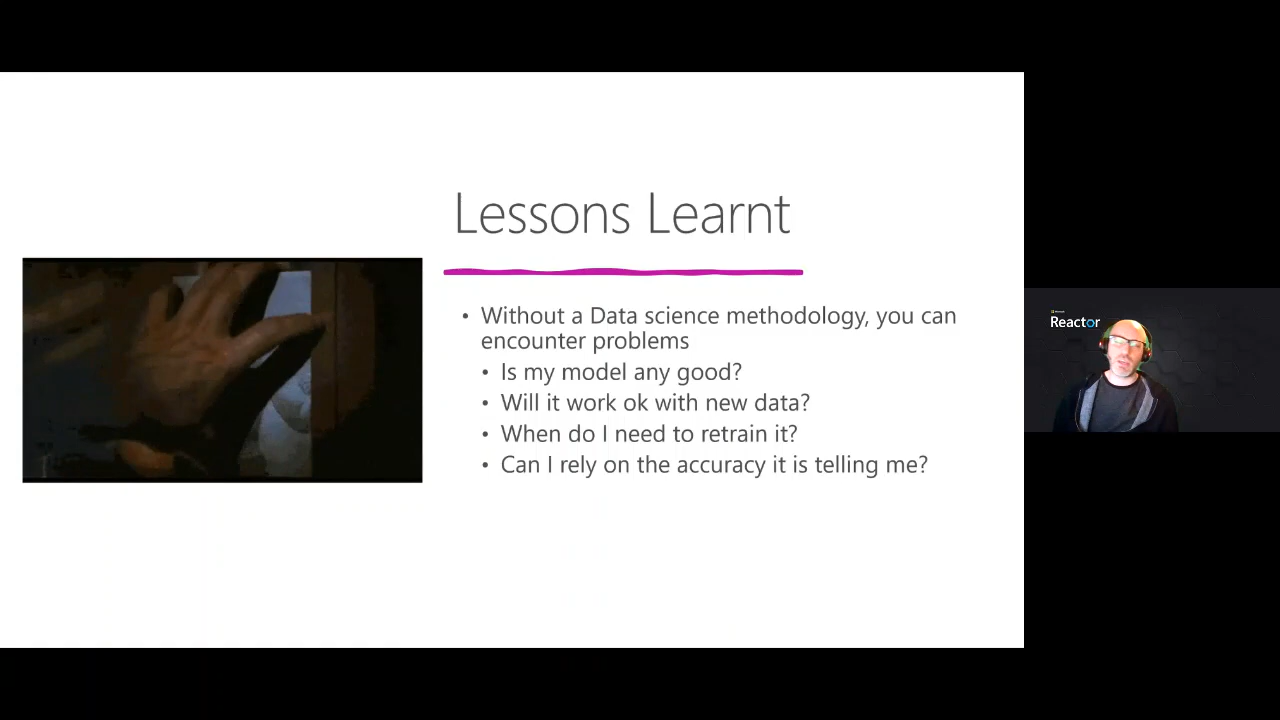 Lessons Learnt
• Without a Data science methodology, you can
encounter problems
• Is my model any good?
• Will it work ok with new data?
• When do I need to retrain it?
• Can I rely on the accuracy it is telling me?
Reactor